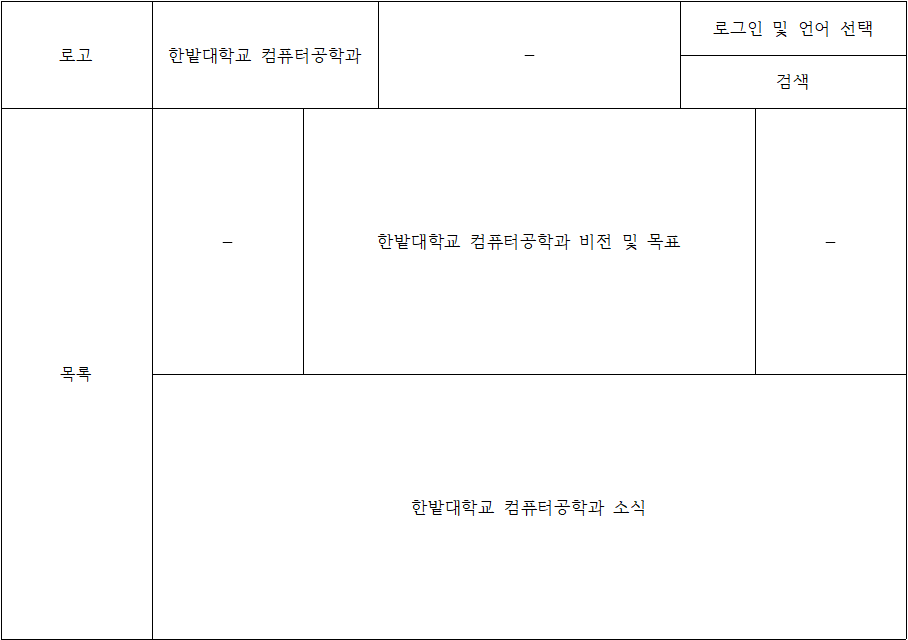 로고
한밭대학교 컴퓨터공학과
–
로그인 및 언어 선택
검색
목록
–
한밭대학교 컴퓨터공학과 비전 및 목표
–
한밭대학교 컴퓨터공학과 소식